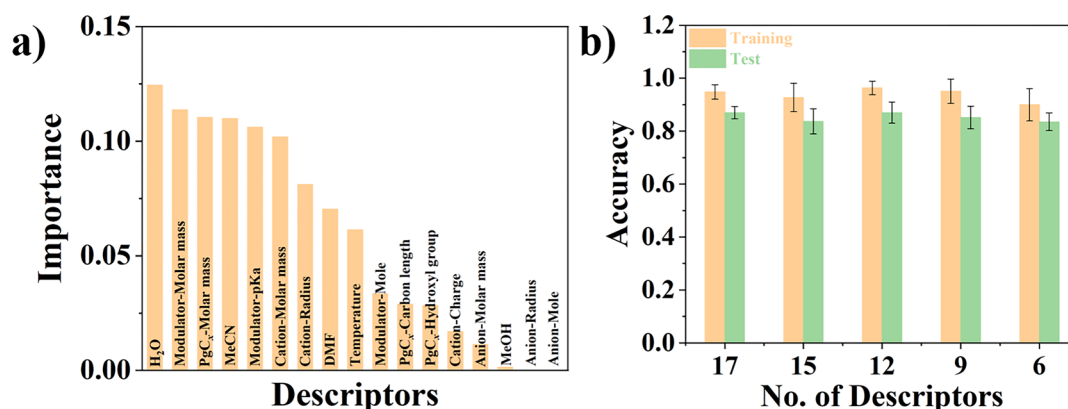 a)
0.15
0.10
0.05
0.00
Importance
H₂O
Modulator-Molar mass
PgCₓ-Molar mass
MeCN
Modulator-pKa
Cation-Molar mass
Cation-Radius
DMF
Temperature
Modulator-Mole
PgCₓ-Carbon length
PgCₓ-Hydroxyl group
Cation-Charge
Anion-Molar mass
MeOH
Anion-Radius
Anion-Mole
Descriptors
b)
1.2
1.0
0.8
0.6
0.4
0.2
0.0
Accuracy
Training
Test
17 15 12 9 6
No. of Descriptors